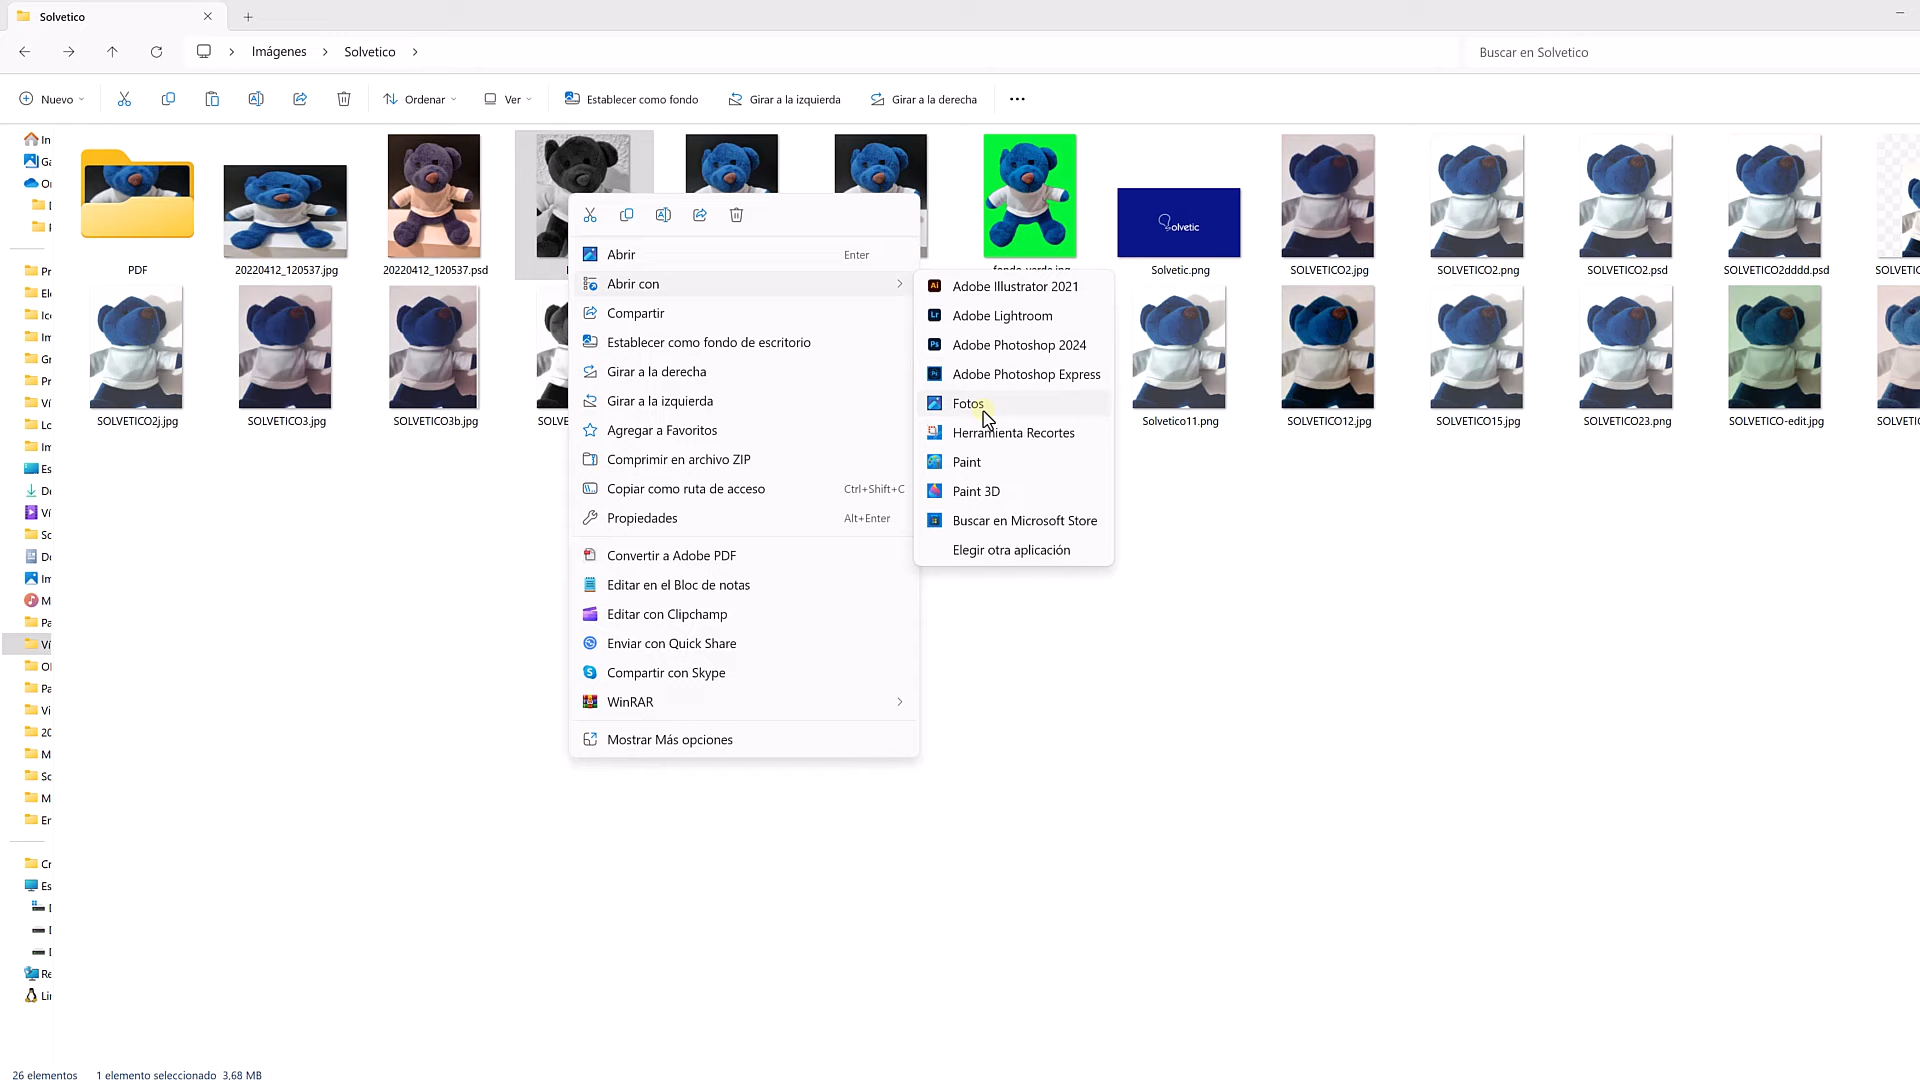 Solvetico
Imágenes
Solvetico
Buscar en Solvetico
Nuevo
Ordenar
Ver
Establecer como fondo
Girar a la izquierda
Girar a la derecha
PDF
20220412_120537.jpg
20220412_120537.psd
Solvetic
Solvetic.png
SOLVETICO2.jpg
SOLVETICO2.png
SOLVETICO2.psd
SOLVETICO2dddd.psd
SOLVETIC
SOLVETICO2j.jpg
SOLVETICO3.jpg
SOLVETICO3b.jpg
SOLVE
Solvetico11.png
SOLVETICO12.jpg
SOLVETICO15.jpg
SOLVETICO23.png
SOLVETICO-edit.jpg
SOLVETIC
Abrir Enter
Abrir con
Compartir
Establecer como fondo de escritorio
Girar a la derecha
Girar a la izquierda
Agregar a Favoritos
Comprimir en archivo ZIP
Copiar como ruta de acceso Ctrl+Shift+C
Propiedades Alt+Enter
Convertir a Adobe PDF
Editar en el Bloc de notas
Editar con Clipchamp
Enviar con Quick Share
Compartir con Skype
WinRAR
Mostrar Más opciones
Adobe Illustrator 2021
Adobe Lightroom
Adobe Photoshop 2024
Adobe Photoshop Express
Fotos
Herramienta Recortes
Paint
Paint 3D
Buscar en Microsoft Store
Elegir otra aplicación
26 elementos 1 elemento seleccionado 3,68 MB